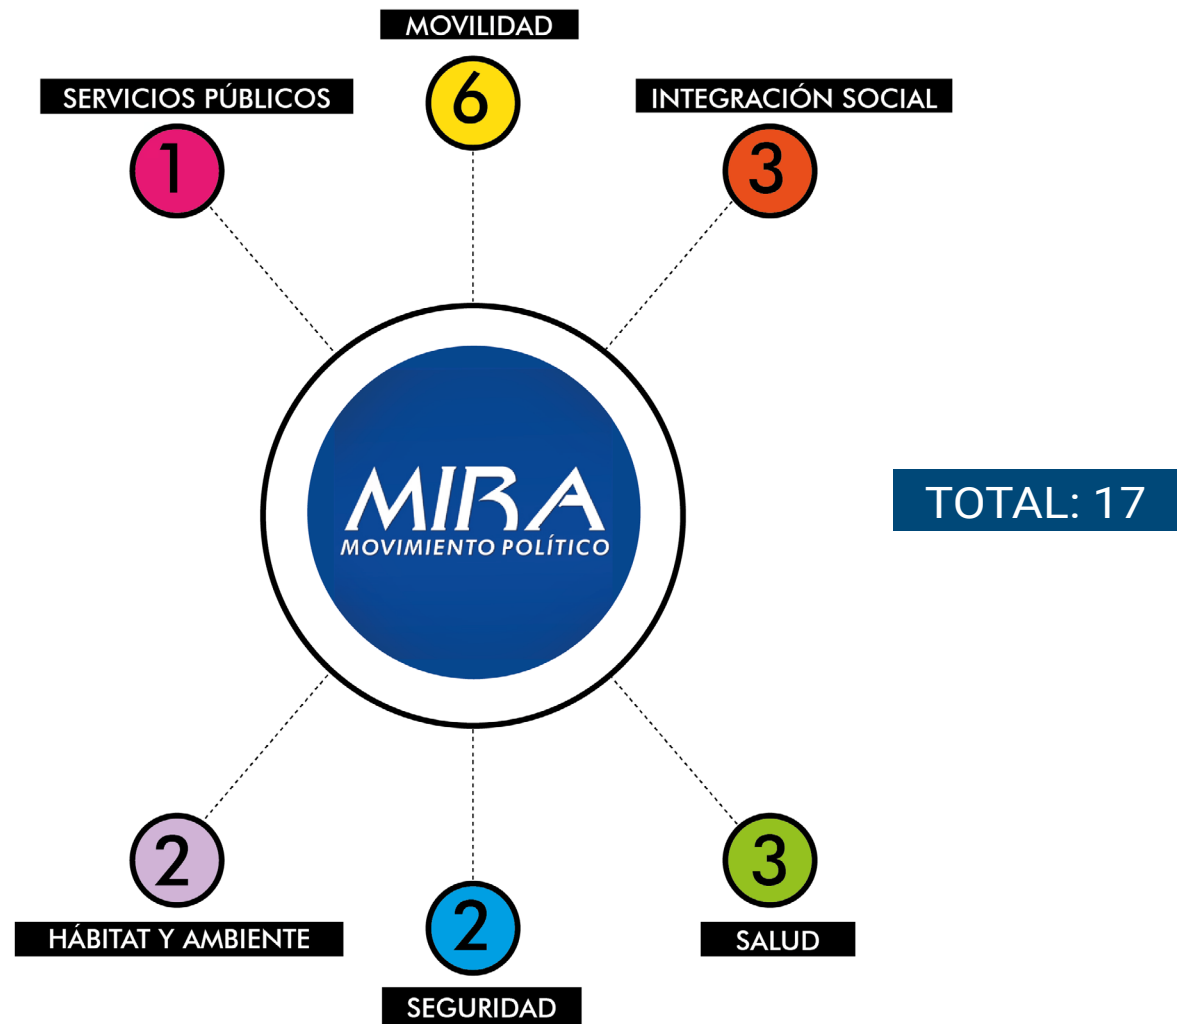 MOVILIDAD
6
SERVICIOS PÚBLICOS
1
INTEGRACIÓN SOCIAL
3
MIRA
MOVIMIENTO POLÍTICO
TOTAL: 17
2
HÁBITAT Y AMBIENTE
2
SEGURIDAD
3
SALUD